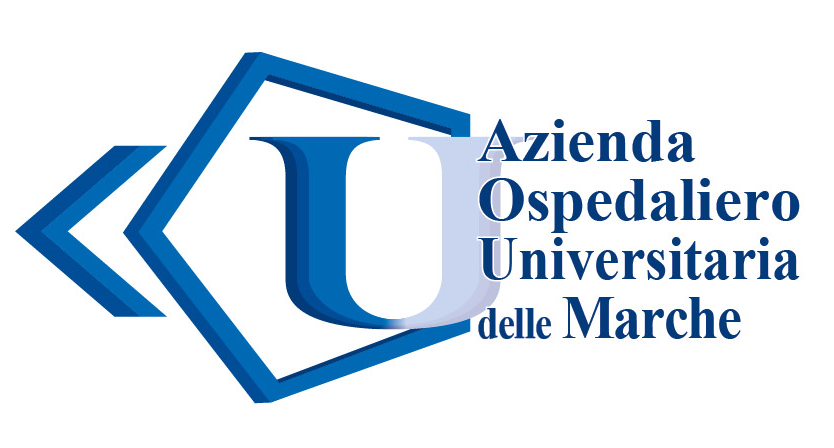 U
Azienda
Ospedaliero
Universitaria
delle Marche